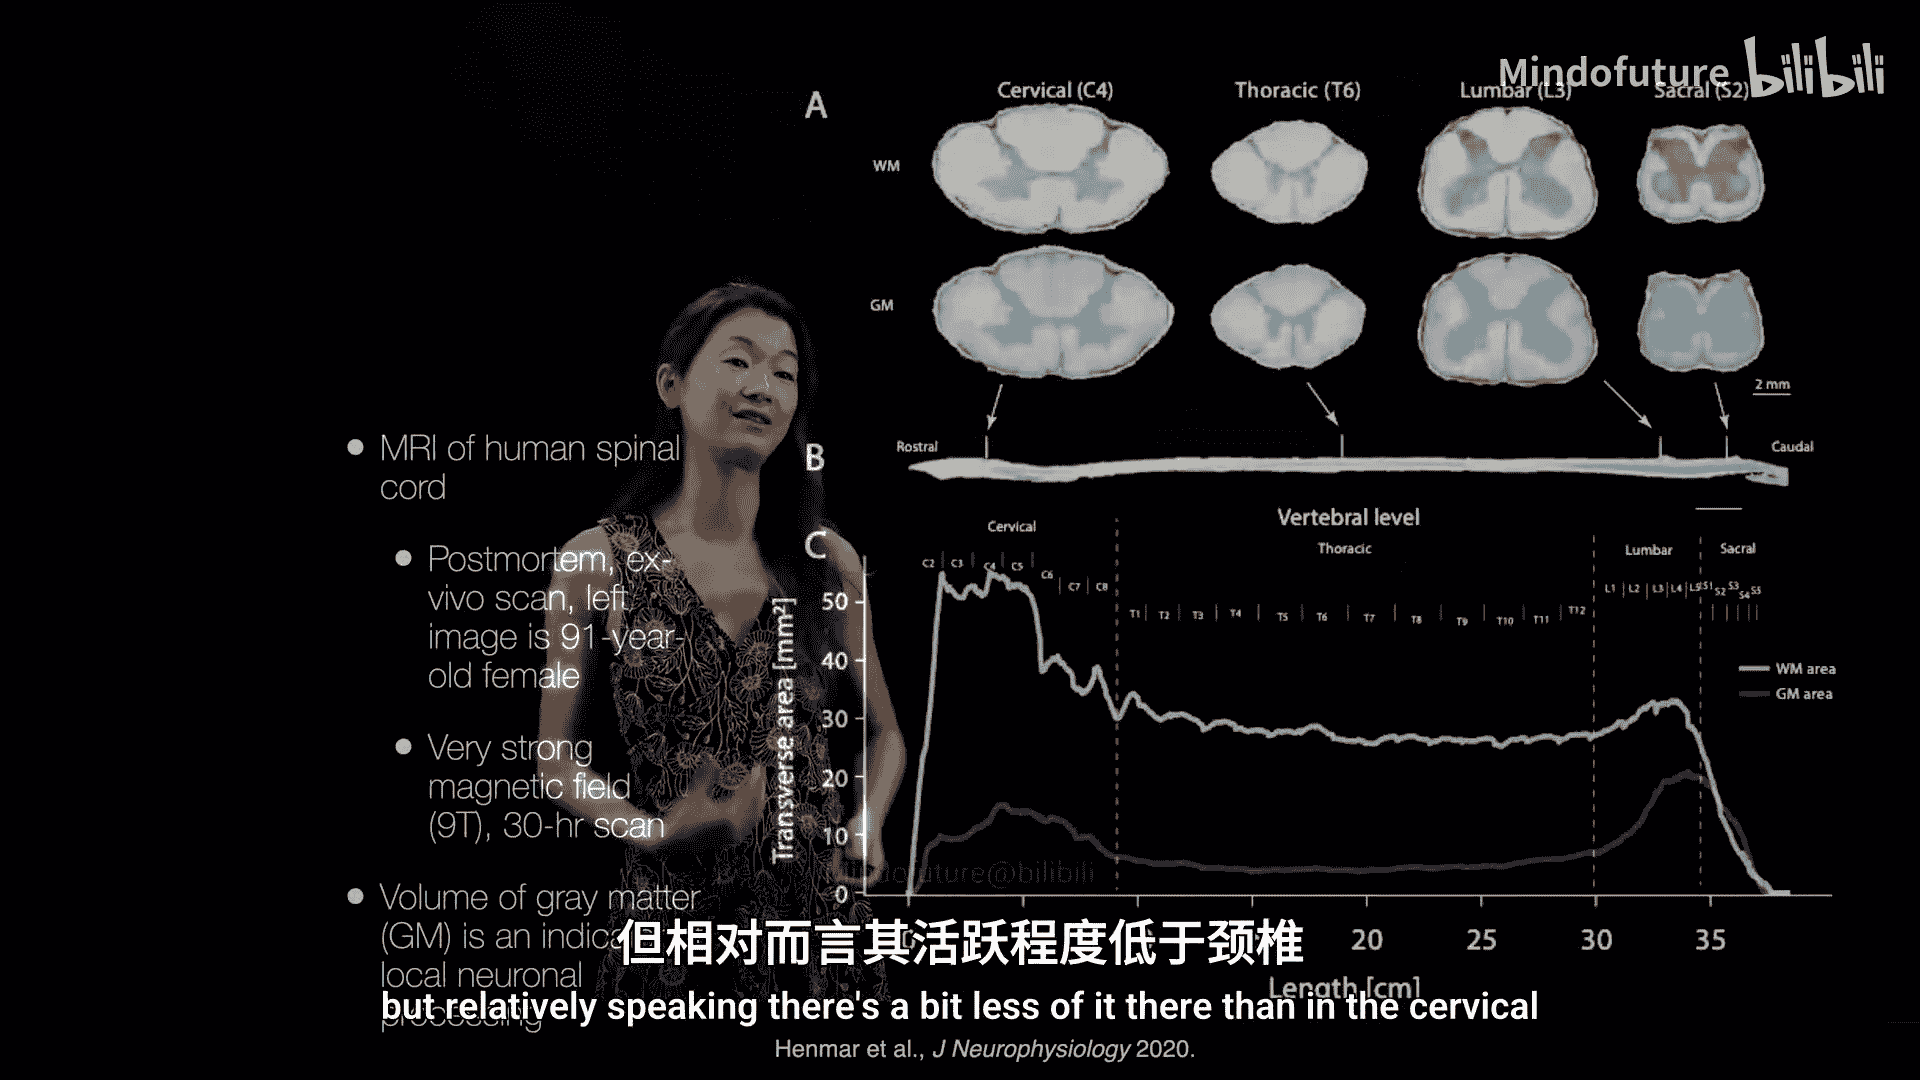 Mindofuture bilibili
A
Cervical (C4) Thoracic (T6) Lumbar (L3) Sacral (S2)
WM
GM
2 mm
B
Rostral
Caudal
MRI of human spinal
cord
Postmortem, ex-
vivo scan, left
image is 91-year-
old female
Very strong
magnetic field
(9T), 30-hr scan
Volume of gray matter
(GM) is an indica
local neuronal
processing
C
Vertebral level
Cervical
Thoracic
Lumbar
Sacral
C2 C3 C4 C5 C6 C7 C8
T1 T2 T3 T4 T5 T6 T7 T8 T9 T10 T11 T12
L1 L2 L3 L4 L5 S1 S2 S3 S4 S5
Transverse area [mm²]
50
40
30
20
10
0
WM area
GM area
ofuture@bilibili
20 25 30 35
Length [cm]
但相对而言其活跃程度低于颈椎
but relatively speaking there's a bit less of it there than in the cervical
Henmar et al., J Neurophysiology 2020.